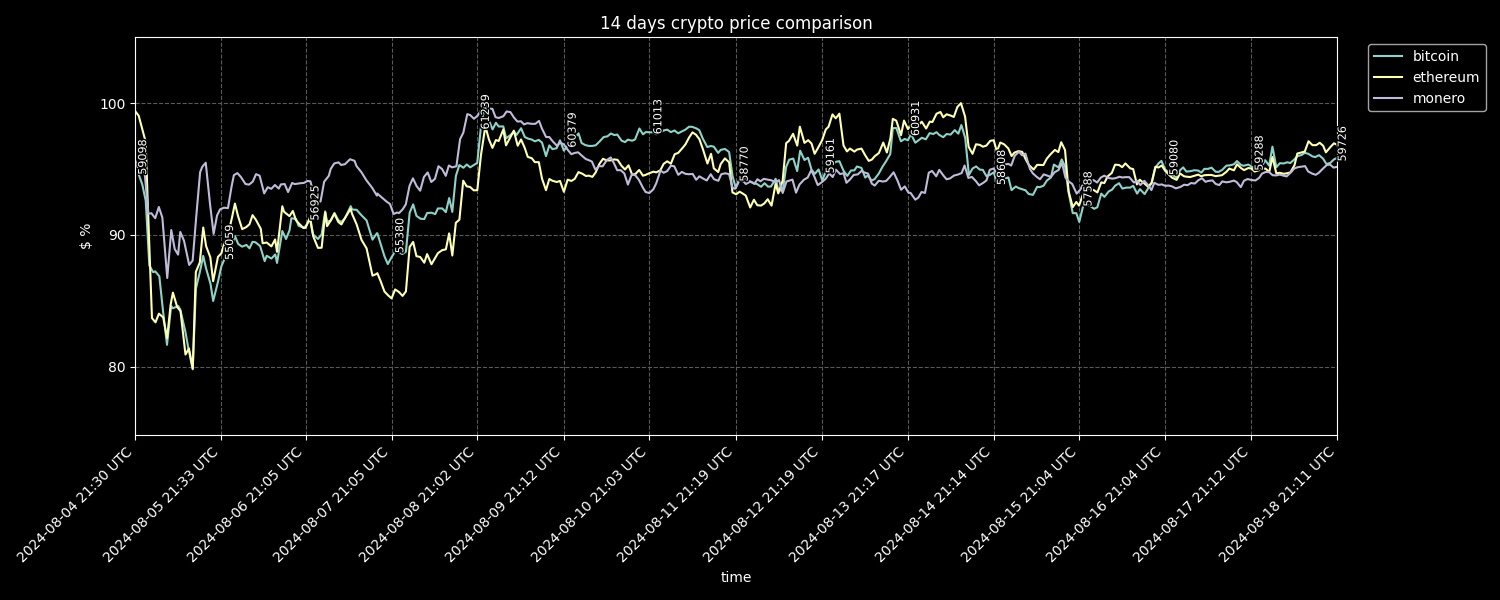 14 days crypto price comparison
bitcoin
ethereum
monero
$ %
100
90
80
59098
55059
56925
55380
61239
60379
61013
58770
59161
60931
58608
57588
59080
59288
59726
2024-08-04 21:30 UTC
2024-08-05 21:33 UTC
2024-08-06 21:05 UTC
2024-08-07 21:05 UTC
2024-08-08 21:02 UTC
2024-08-09 21:12 UTC
2024-08-10 21:03 UTC
2024-08-11 21:19 UTC
2024-08-12 21:19 UTC
2024-08-13 21:17 UTC
2024-08-14 21:14 UTC
2024-08-15 21:04 UTC
2024-08-16 21:04 UTC
2024-08-17 21:12 UTC
2024-08-18 21:11 UTC
time